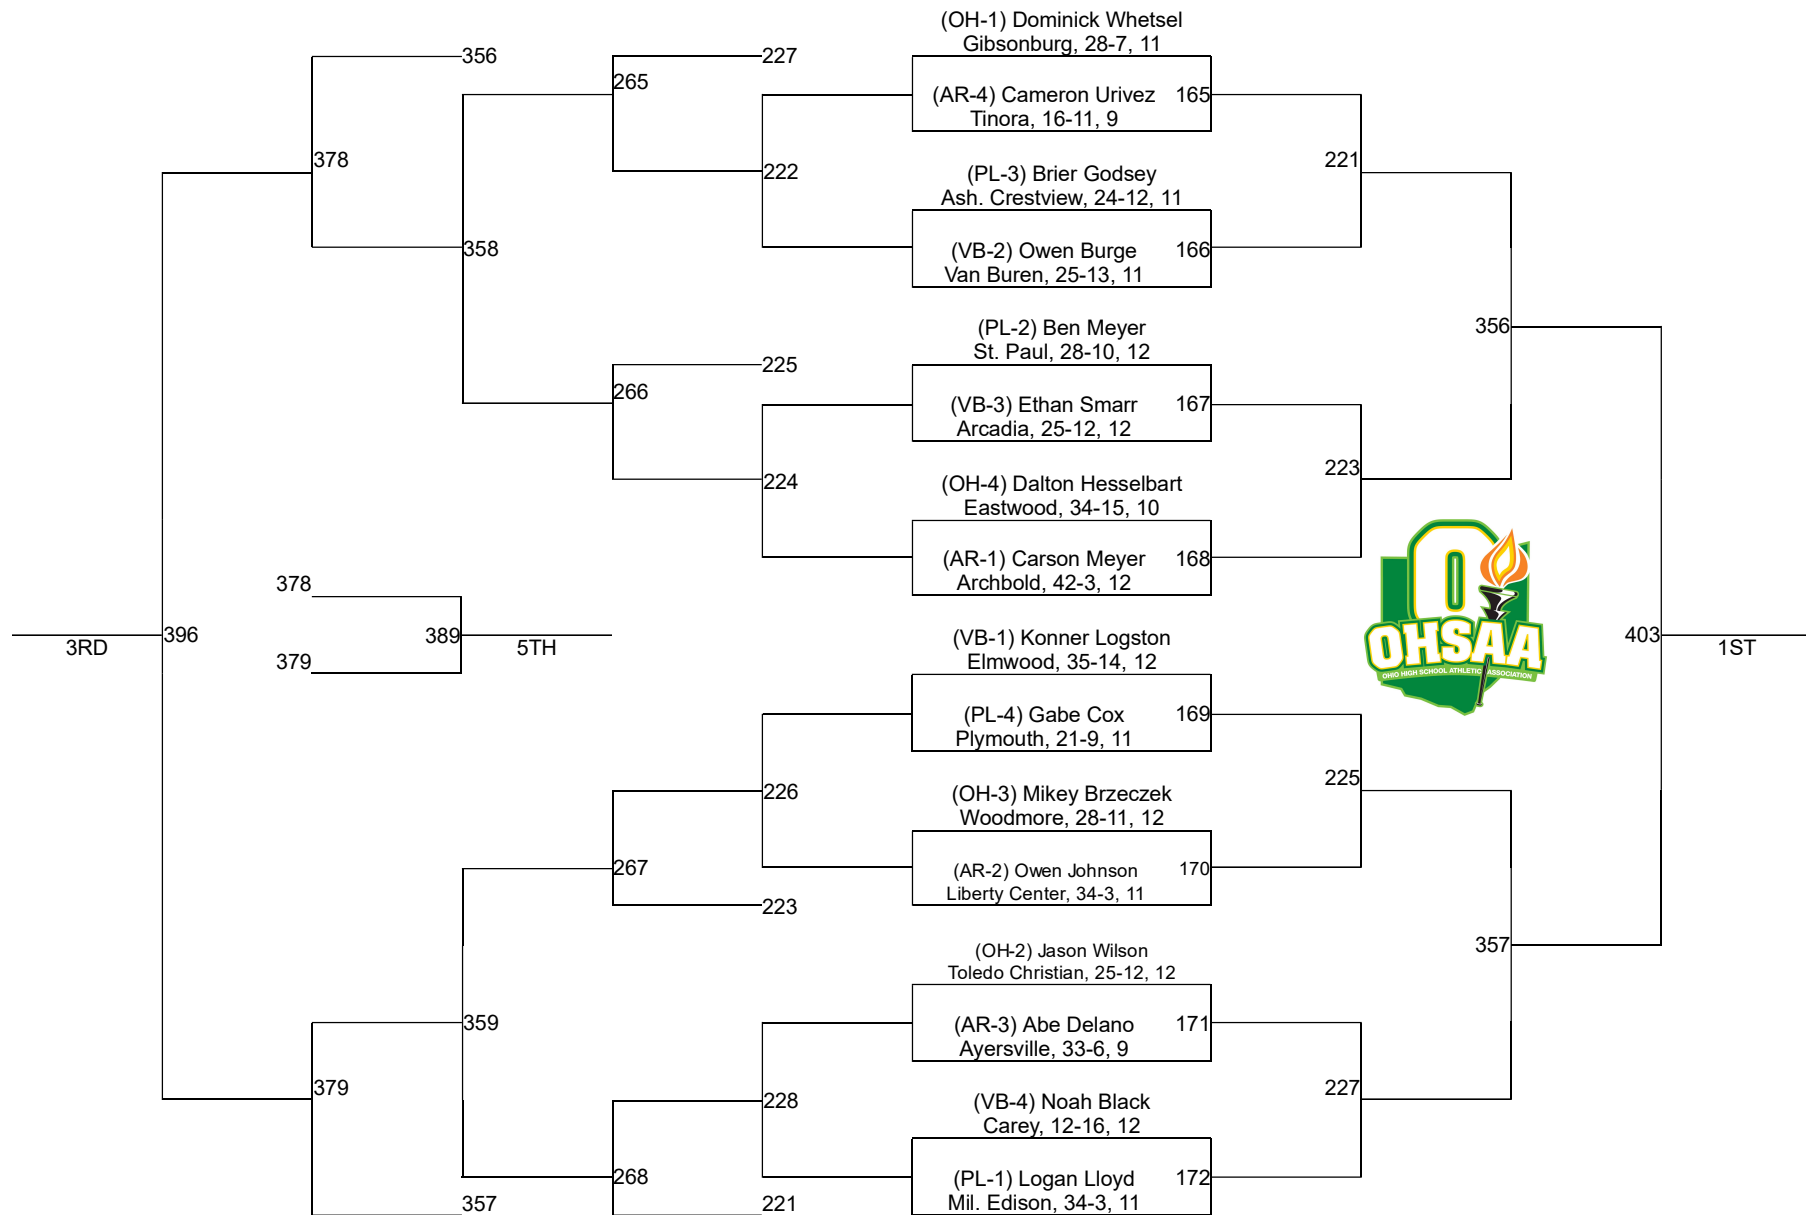 (OH-1) Dominick Whetsel
Gibsonburg, 28-7, 11
356
227
265
(AR-4) Cameron Urivez 165
Tinora, 16-11, 9
378
222
221
(PL-3) Brier Godsey
Ash. Crestview, 24-12, 11
358
(VB-2) Owen Burge 166
Van Buren, 25-13, 11
(PL-2) Ben Meyer
St. Paul, 28-10, 12
356
225
266
(VB-3) Ethan Smarr 167
Arcadia, 25-12, 12
224
223
(OH-4) Dalton Hesselbart
Eastwood, 34-15, 10
(AR-1) Carson Meyer 168
Archbold, 42-3, 12
O
OHSAA
OHIO HIGH SCHOOL ATHLETIC ASSOCIATION
378
396
3RD
389
5TH
379
403
1ST
(VB-1) Konner Logston
Elmwood, 35-14, 12
(PL-4) Gabe Cox 169
Plymouth, 21-9, 11
226
225
(OH-3) Mikey Brzeczek
Woodmore, 28-11, 12
267
(AR-2) Owen Johnson 170
Liberty Center, 34-3, 11
223
357
(OH-2) Jason Wilson
Toledo Christian, 25-12, 12
359
(AR-3) Abe Delano 171
Ayersville, 33-6, 9
379
228
227
(VB-4) Noah Black
Carey, 12-16, 12
268
(PL-1) Logan Lloyd 172
Mil. Edison, 34-3, 11
357
221